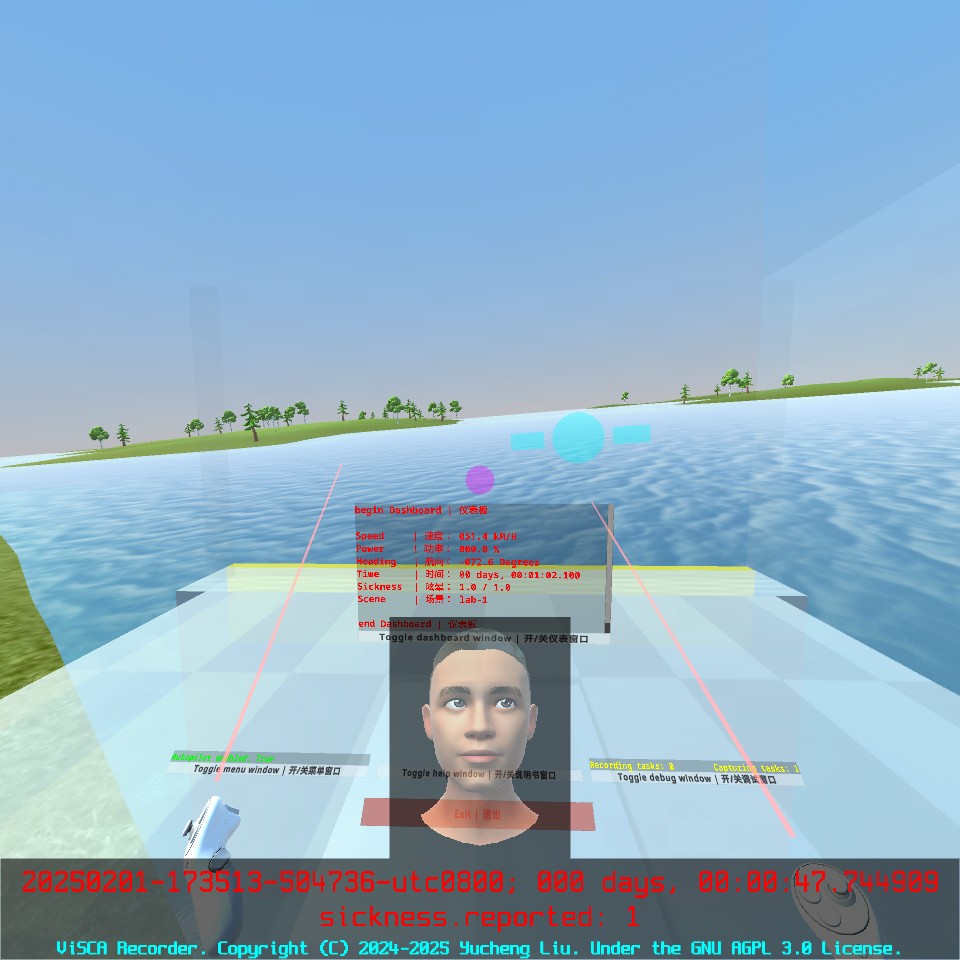 begin Dashboard | 仪表板
Speed | 速度: 051.4 KM/H
Power | 功率: 000.0 %
Heading | 航向: -072.6 Degrees
Time | 时间: 00 days, 00:01:02.100
Sickness | 眩晕: 1.0 / 1.0
Scene | 场景: lab-1
end Dashboard | 仪表板
Toggle dashboard window | 开/关仪表窗口
Autopilot enabled: True
Toggle menu window | 开/关菜单窗口
Toggle help window | 开/关说明书窗口
Recording tasks: 0 Capturing tasks: 1
Toggle debug window | 开/关调试窗口
Exit | 退出
20250201-173513-504736-utc0800; 000 days, 00:00:47.744909
sickness.reported: 1
ViSCA Recorder. Copyright (C) 2024-2025 Yucheng Liu. Under the GNU AGPL 3.0 License.